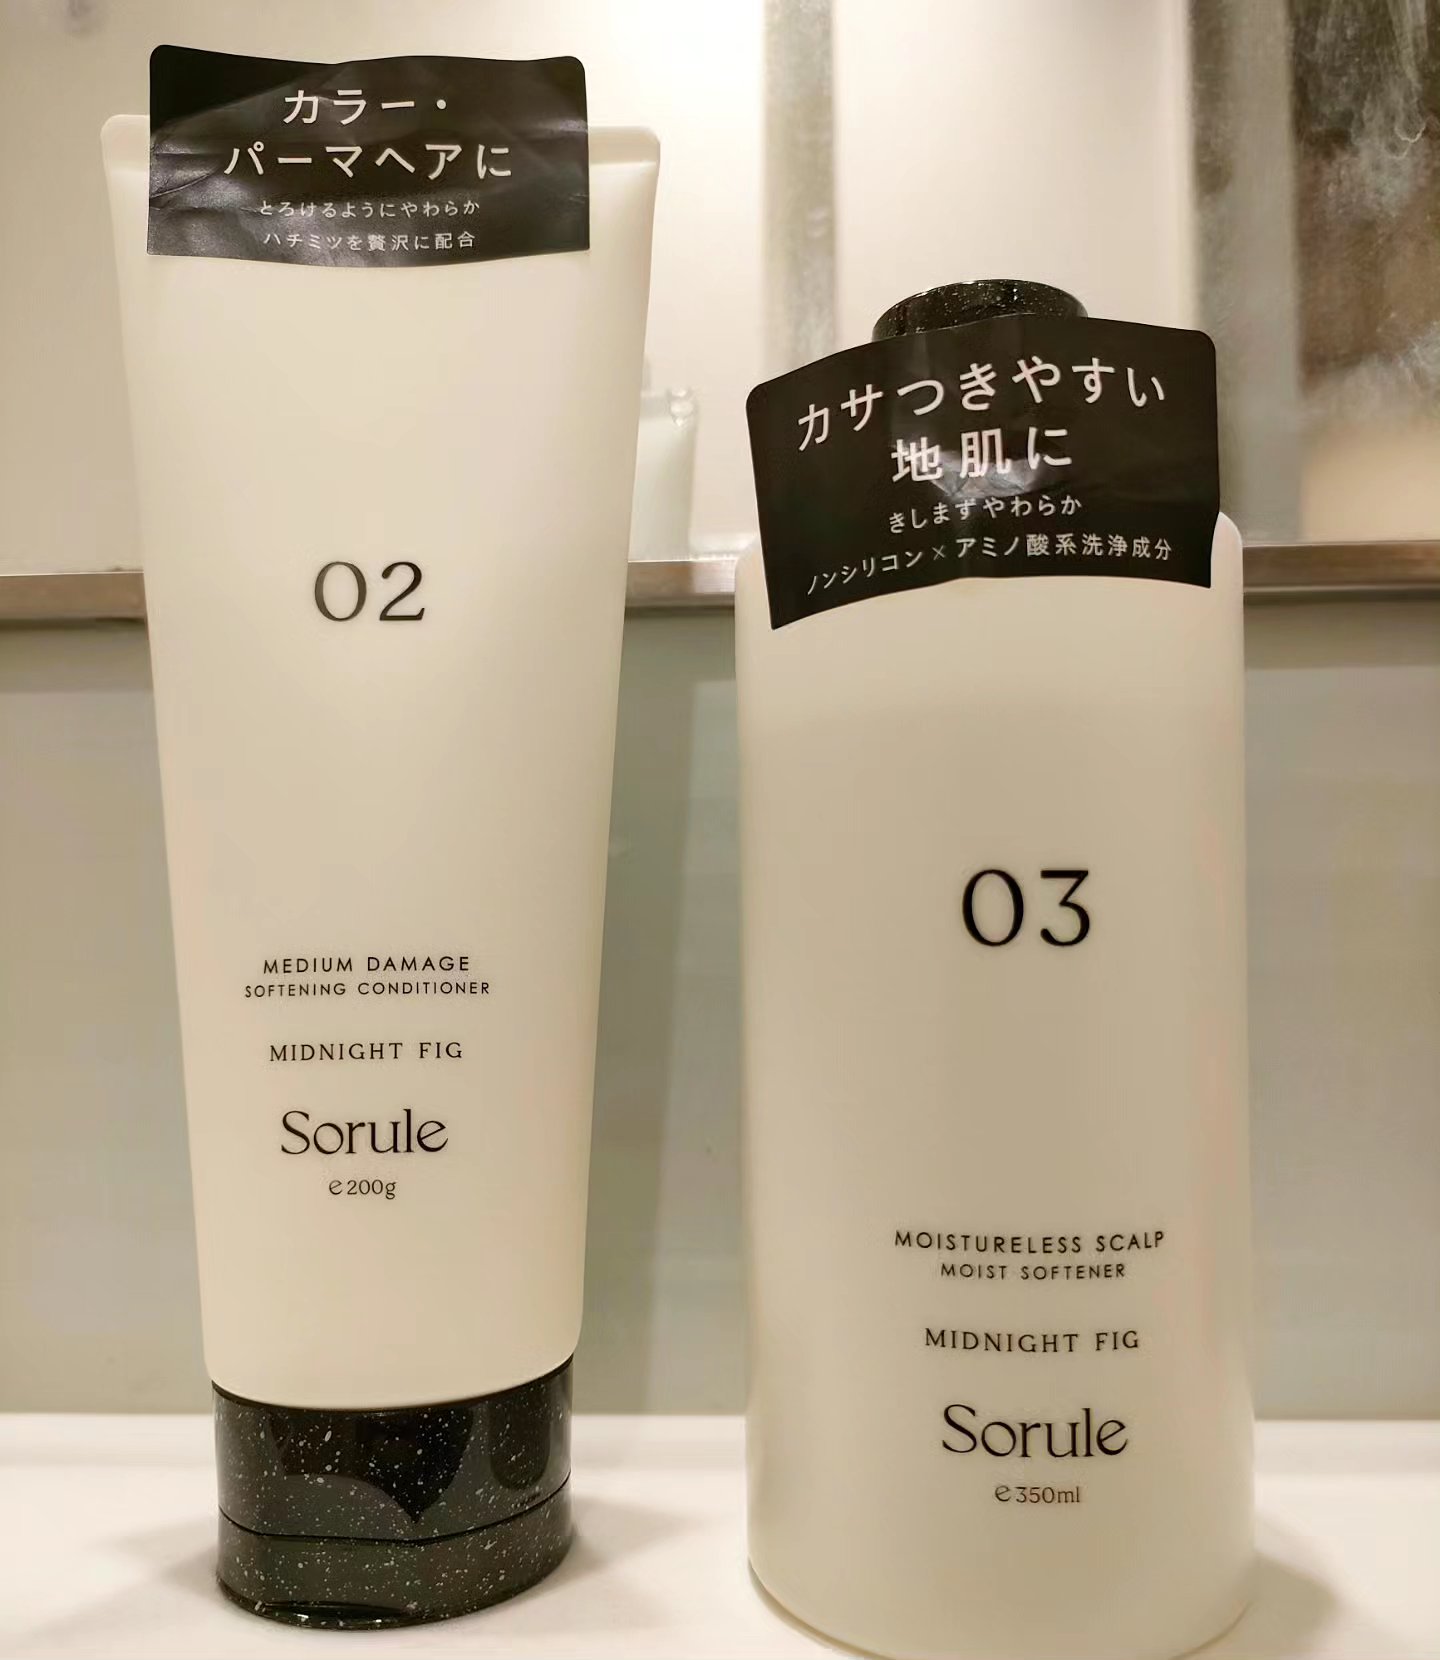 カラー・
パーマヘアに
とろけるようにやわらか
ハチミツを贅沢に配合
02
MEDIUM DAMAGE
SOFTENING CONDITIONER
MIDNIGHT FIG
Sorule
℮200g
カサつきやすい
地肌に
きしまずやわらか
ノンシリコン×アミノ酸系洗浄成分
03
MOISTURELESS SCALP
MOIST SOFTENER
MIDNIGHT FIG
Sorule
℮350ml